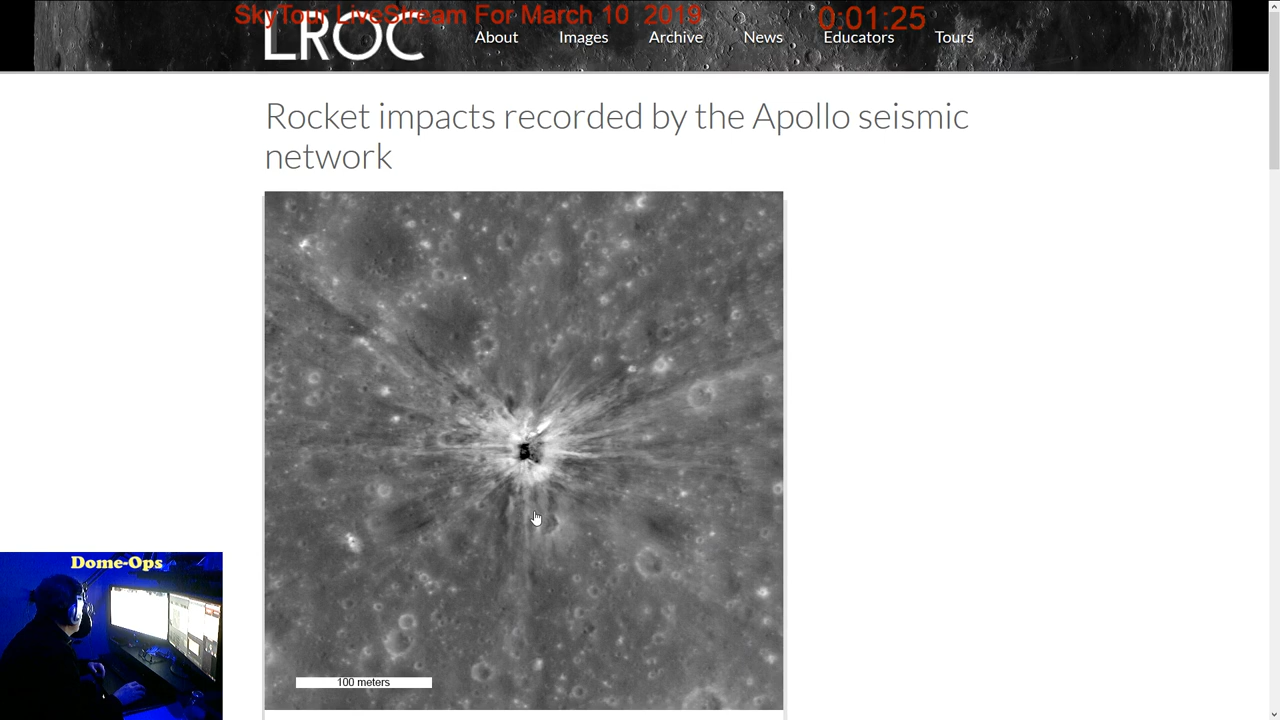 SkyTour LiveStream For March 10 2019
0:01:25
LROC
About Images Archive News Educators Tours
Rocket impacts recorded by the Apollo seismic
network
100 meters
Dome-Ops